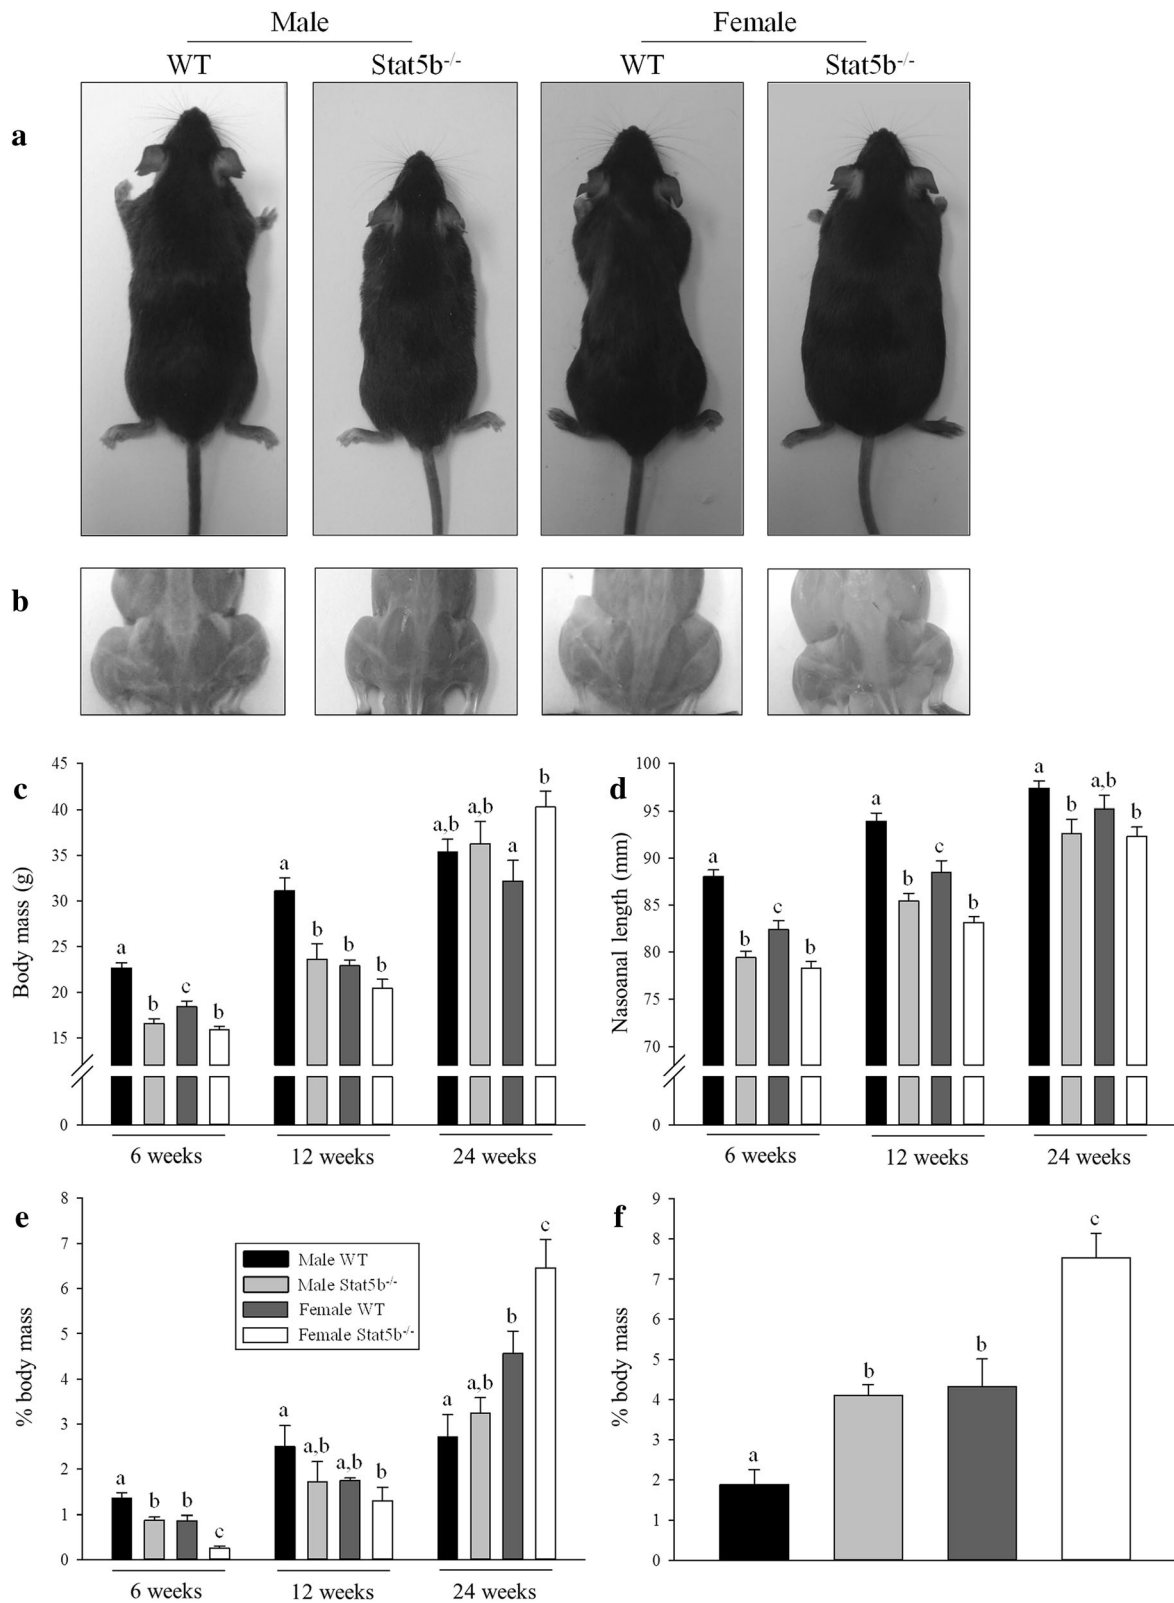 Male Female
WT Stat5b-/- WT Stat5b-/-
a
b
c
Body mass (g)
45
40
35
30
25
20
15
0
a b c b
a b b b
a,b a,b a b
6 weeks 12 weeks 24 weeks
d
Nasoanal length (mm)
100
95
90
85
80
75
70
0
a b c b
a b c b
a b a,b b
6 weeks 12 weeks 24 weeks
e
% body mass
8
7
6
5
4
3
2
1
0
a b b c
a a,b a,b b
a a,b b c
Male WT
Male Stat5b-/-
Female WT
Female Stat5b-/-
6 weeks 12 weeks 24 weeks
f
% body mass
9
8
7
6
5
4
3
2
1
0
a b b c